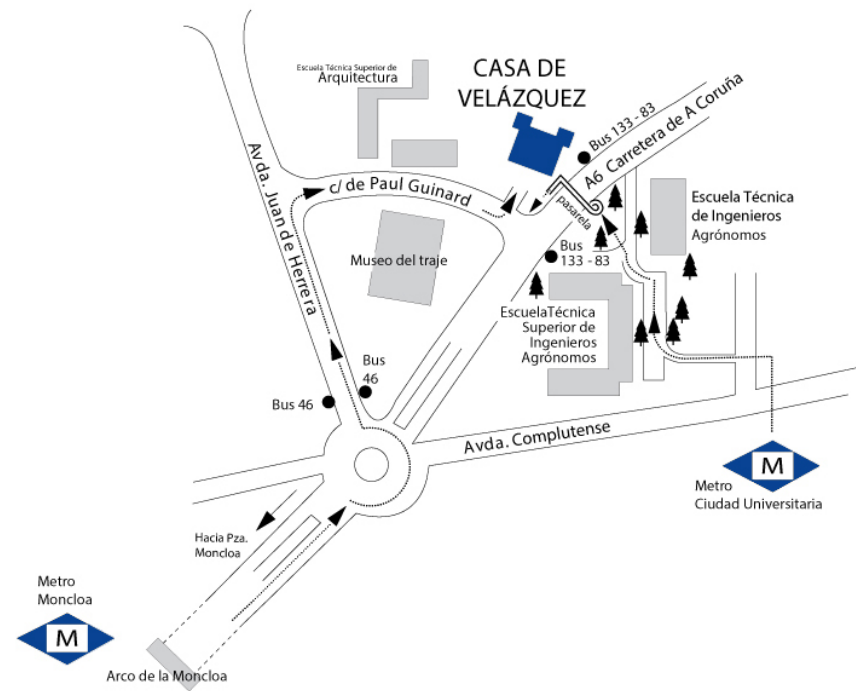 Escuela Técnica Superior de
Arquitectura
CASA DE
VELÁZQUEZ
Bus 133 - 83
A6 Carretera de A Coruña
Avda. Juan de Herrera
c/ de Paul Guinard
pasarela
Escuela Técnica
de Ingenieros
Agrónomos
Museo del traje
Bus
133 - 83
EscuelaTécnica
Superior de
Ingenieros
Agrónomos
Bus
46
Bus 46
Avda. Complutense
M
Metro
Ciudad Universitaria
Hacia Pza.
Moncloa
Metro
Moncloa
M
Arco de la Moncloa